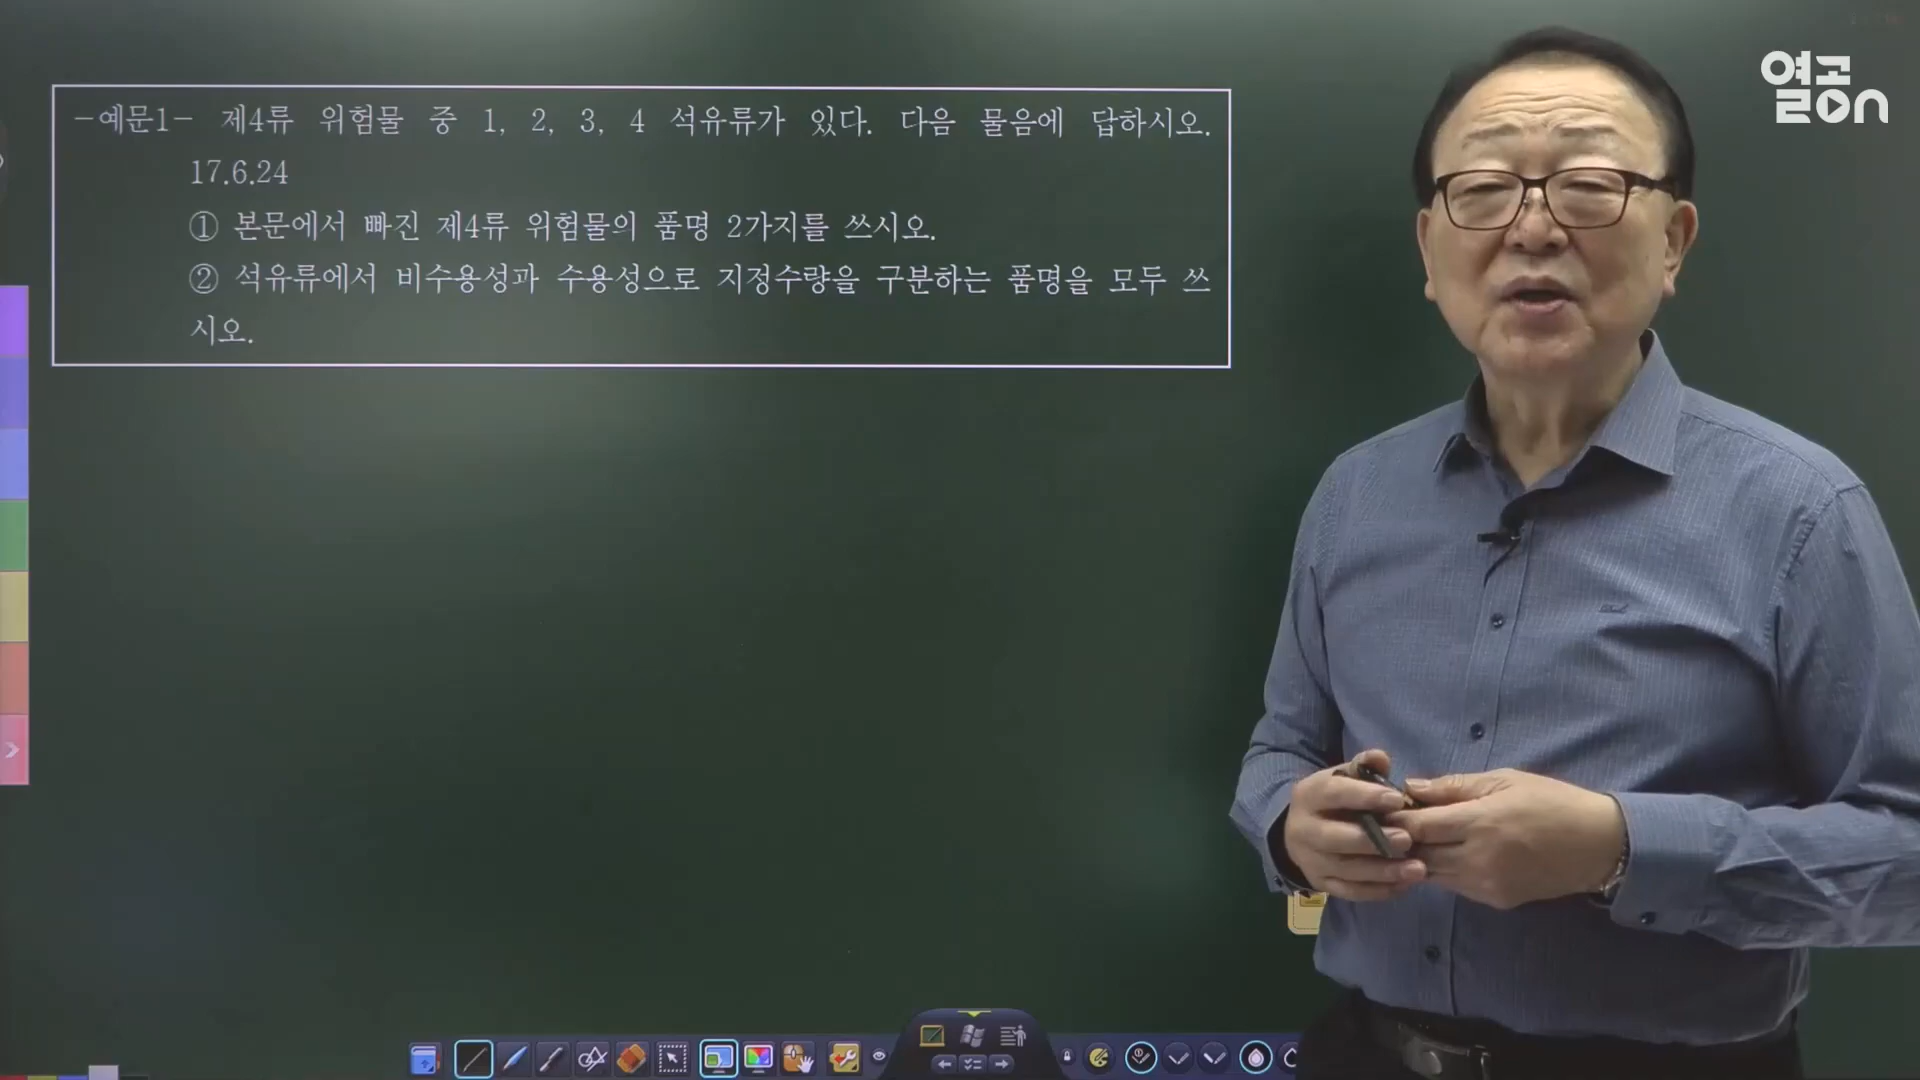 열공on
-예문1- 제4류 위험물 중 1, 2, 3, 4 석유류가 있다. 다음 물음에 답하시오.
17.6.24
① 본문에서 빠진 제4류 위험물의 품명 2가지를 쓰시오.
② 석유류에서 비수용성과 수용성으로 지정수량을 구분하는 품명을 모두 쓰
시오.